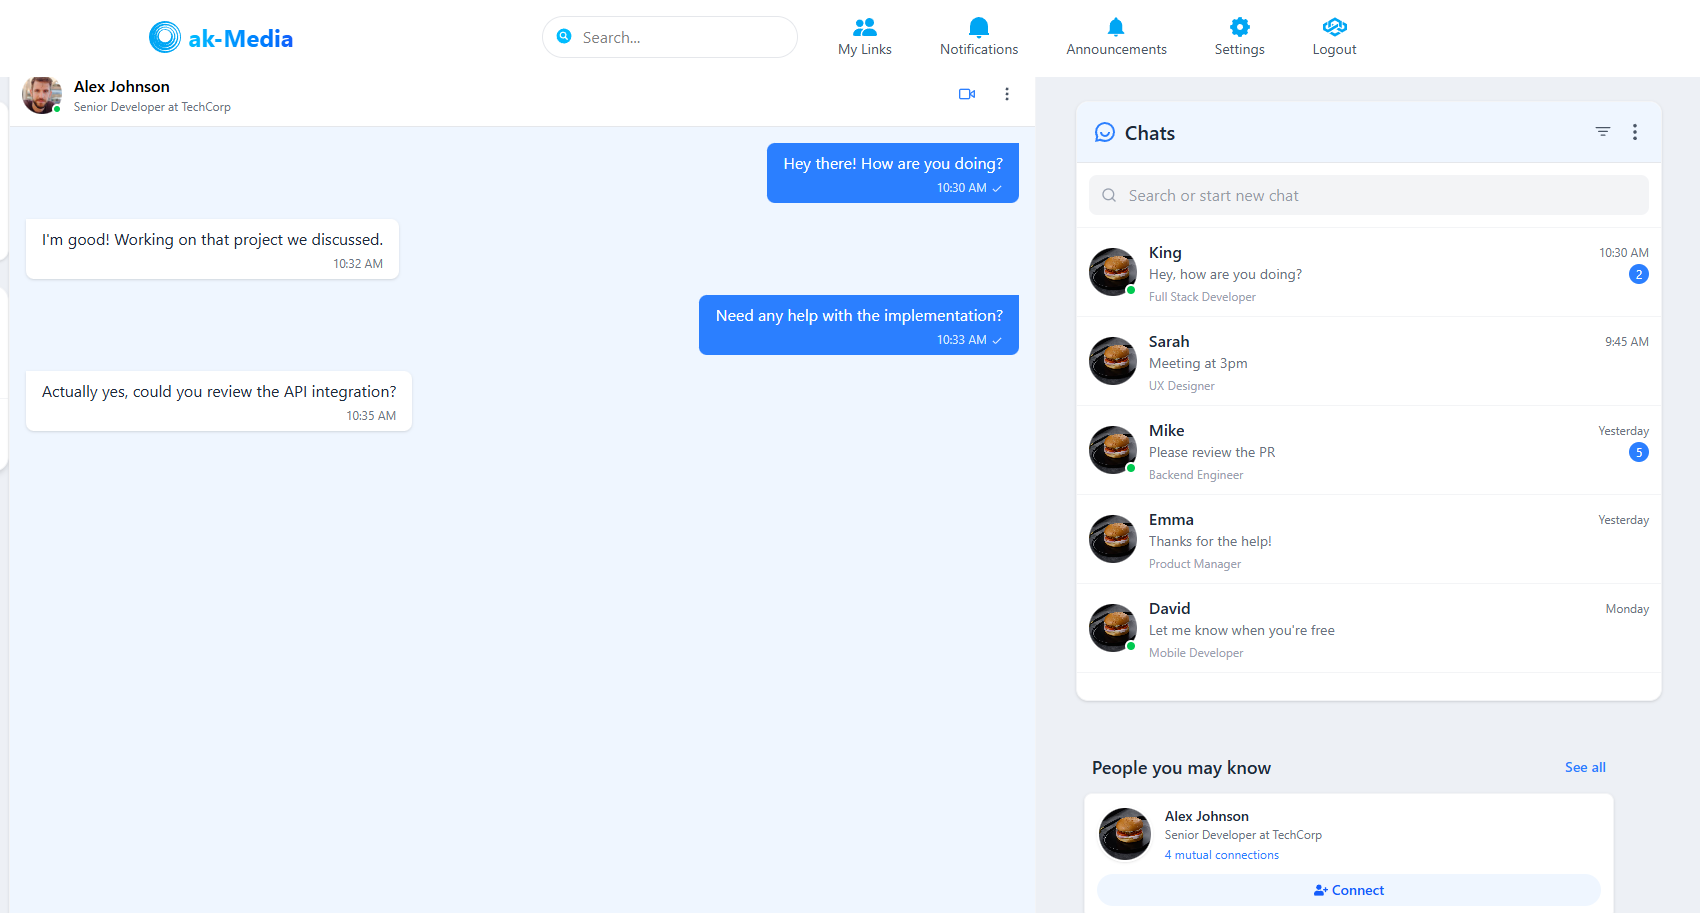 ak-Media
Search...
My Links
Notifications
Announcements
Settings
Logout
Alex Johnson
Senior Developer at TechCorp
Hey there! How are you doing?
10:30 AM
I'm good! Working on that project we discussed.
10:32 AM
Need any help with the implementation?
10:33 AM
Actually yes, could you review the API integration?
10:35 AM
Chats
Search or start new chat
King
10:30 AM
Hey, how are you doing?
2
Full Stack Developer
Sarah
9:45 AM
Meeting at 3pm
UX Designer
Mike
Yesterday
Please review the PR
5
Backend Engineer
Emma
Yesterday
Thanks for the help!
Product Manager
David
Monday
Let me know when you're free
Mobile Developer
People you may know
See all
Alex Johnson
Senior Developer at TechCorp
4 mutual connections
Connect